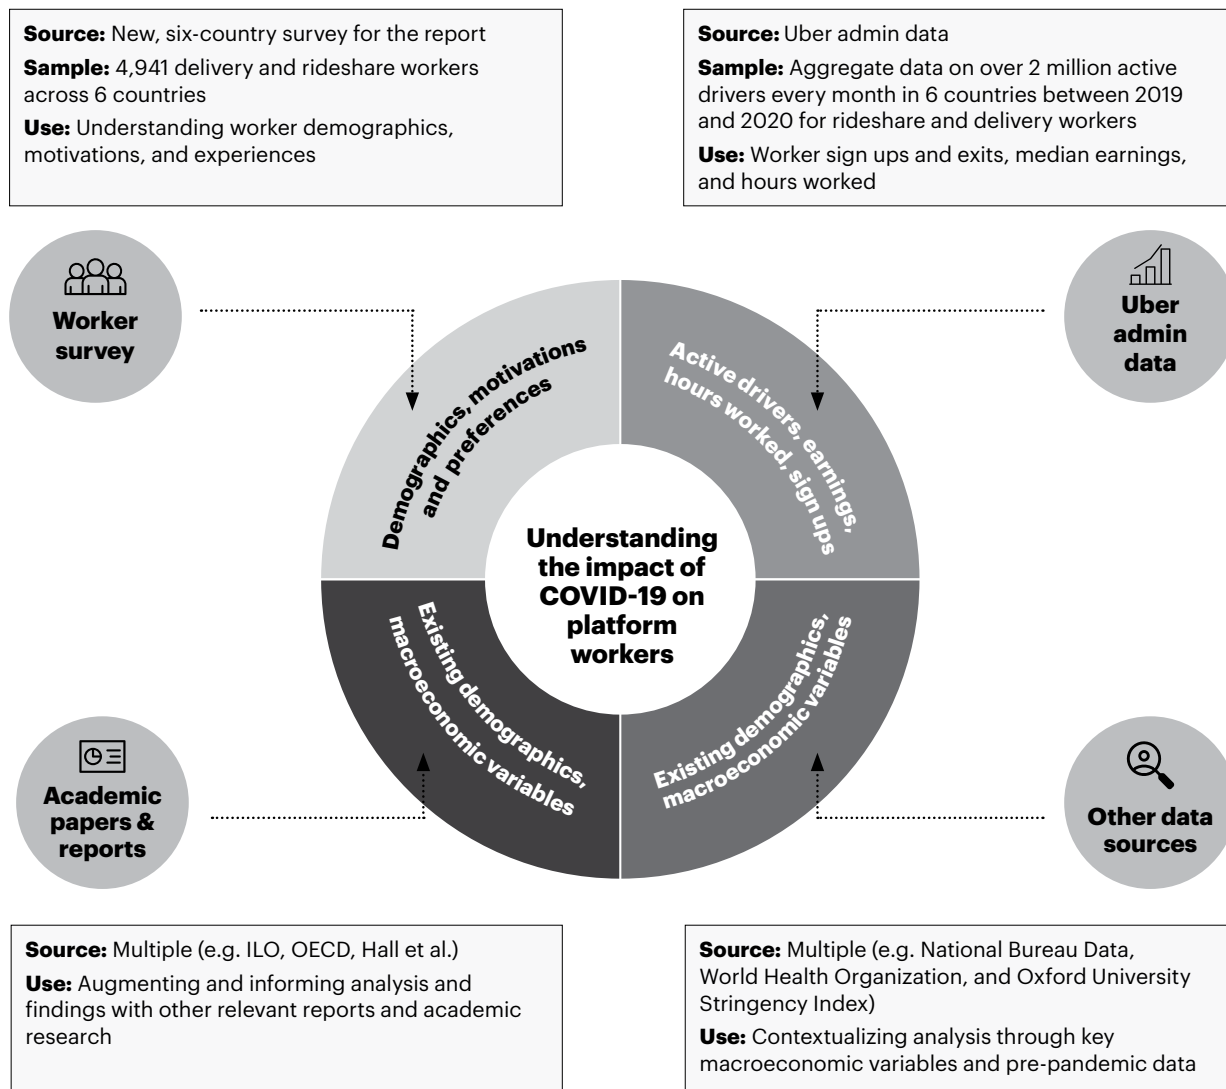 Source: New, six-country survey for the report
Sample: 4,941 delivery and rideshare workers
across 6 countries
Use: Understanding worker demographics,
motivations, and experiences
Source: Uber admin data
Sample: Aggregate data on over 2 million active
drivers every month in 6 countries between 2019
and 2020 for rideshare and delivery workers
Use: Worker sign ups and exits, median earnings,
and hours worked
Worker
survey
Uber
admin
data
Demographics, motivations
and preferences
Active drivers, earnings,
hours worked, sign ups
Understanding
the impact of
COVID-19 on
platform
workers
Existing demographics,
macroeconomic variables
Existing demographics,
macroeconomic variables
Academic
papers &
reports
Other data
sources
Source: Multiple (e.g. ILO, OECD, Hall et al.)
Use: Augmenting and informing analysis and
findings with other relevant reports and academic
research
Source: Multiple (e.g. National Bureau Data,
World Health Organization, and Oxford University
Stringency Index)
Use: Contextualizing analysis through key
macroeconomic variables and pre-pandemic data